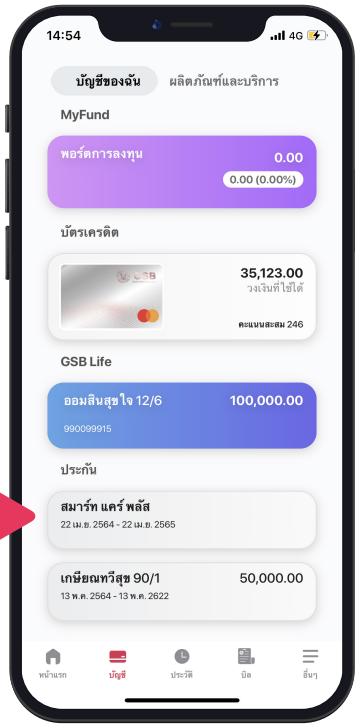 14:54
4G
บัญชีของฉัน
ผลิตภัณฑ์และบริการ
MyFund
พอร์ตการลงทุน
0.00
0.00 (0.00%)
บัตรเครดิต
GSB
35,123.00
วงเงินที่ใช้ได้
คะแนนสะสม 246
GSB Life
ออมสินสุขใจ 12/6
100,000.00
990099915
ประกัน
สมาร์ท แคร์ พลัส
22 เม.ย. 2564 - 22 เม.ย. 2565
เกษียณทวีสุข 90/1
50,000.00
13 พ.ค. 2564 - 13 พ.ค. 2622
หน้าแรก
บัญชี
ประวัติ
บิล
อื่นๆ